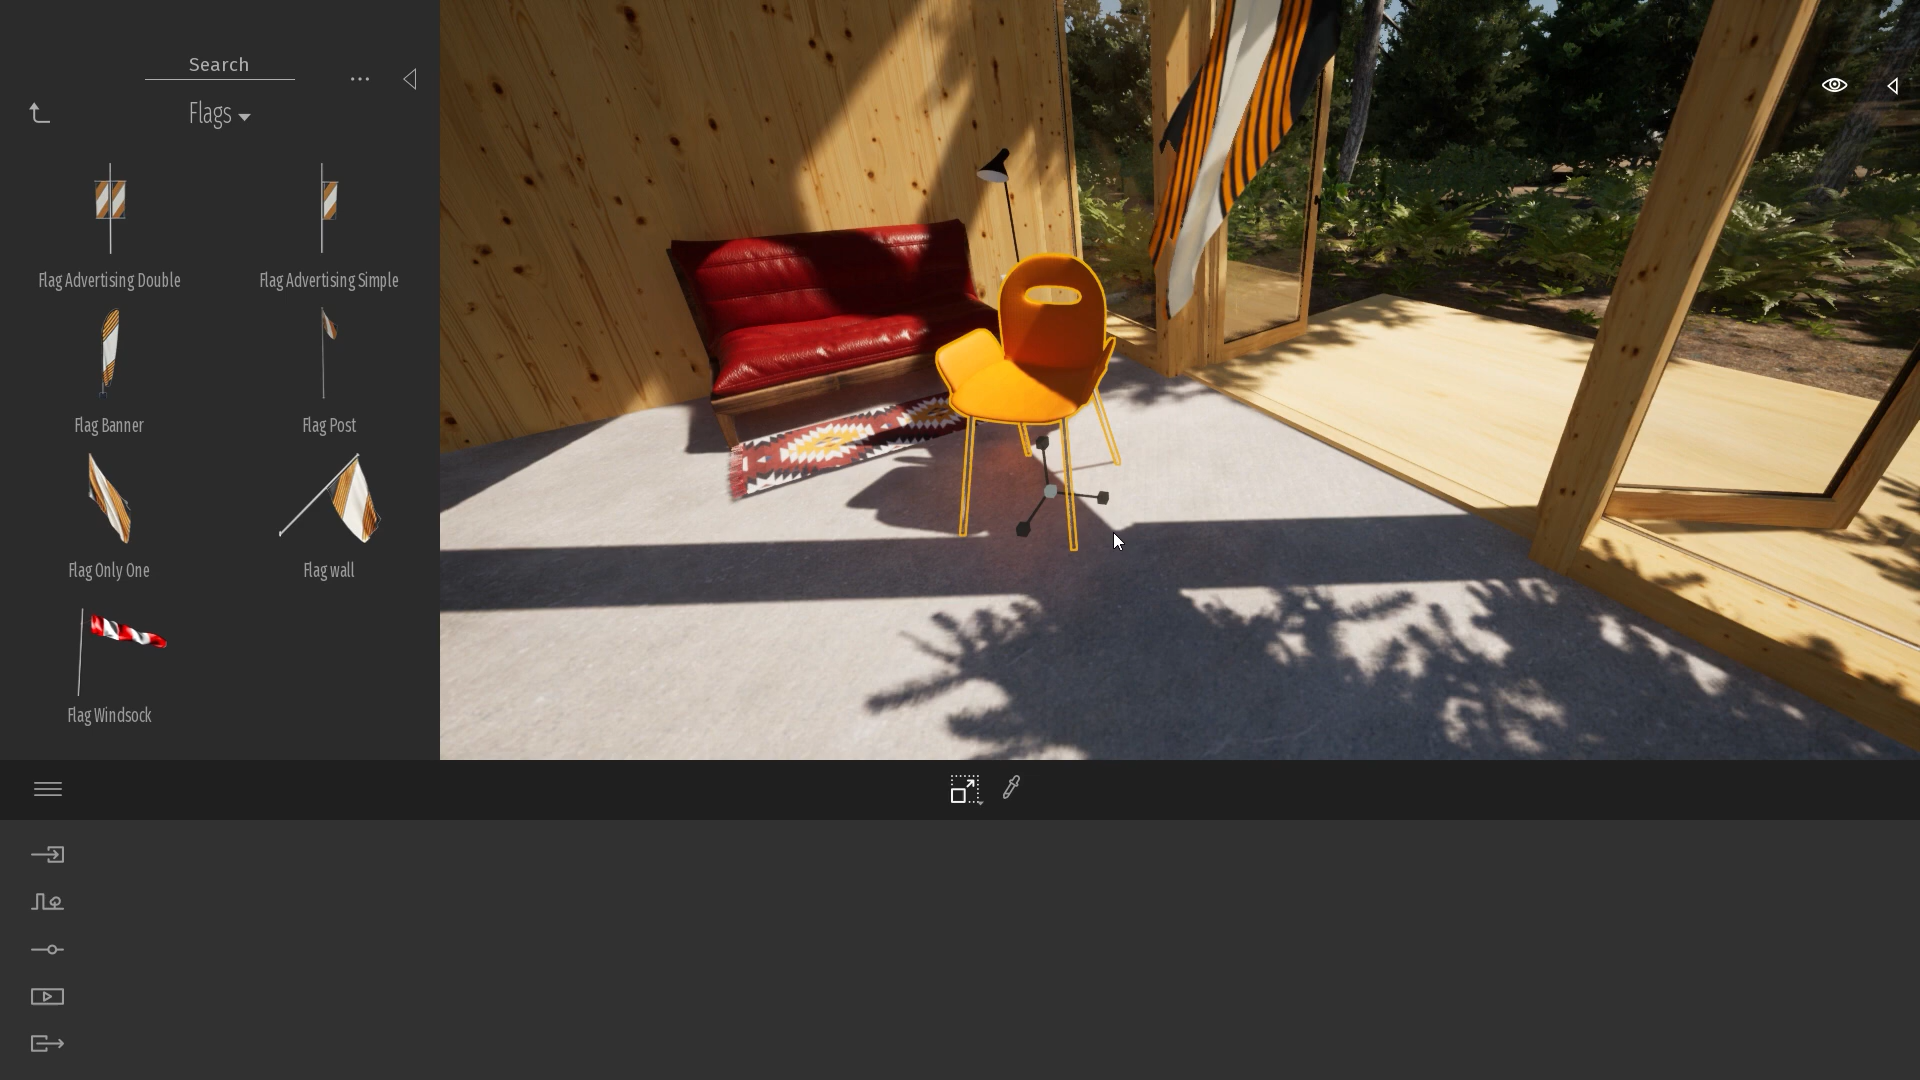 Search
Flags
Flag Advertising Double
Flag Advertising Simple
Flag Banner
Flag Post
Flag Only One
Flag wall
Flag Windsock